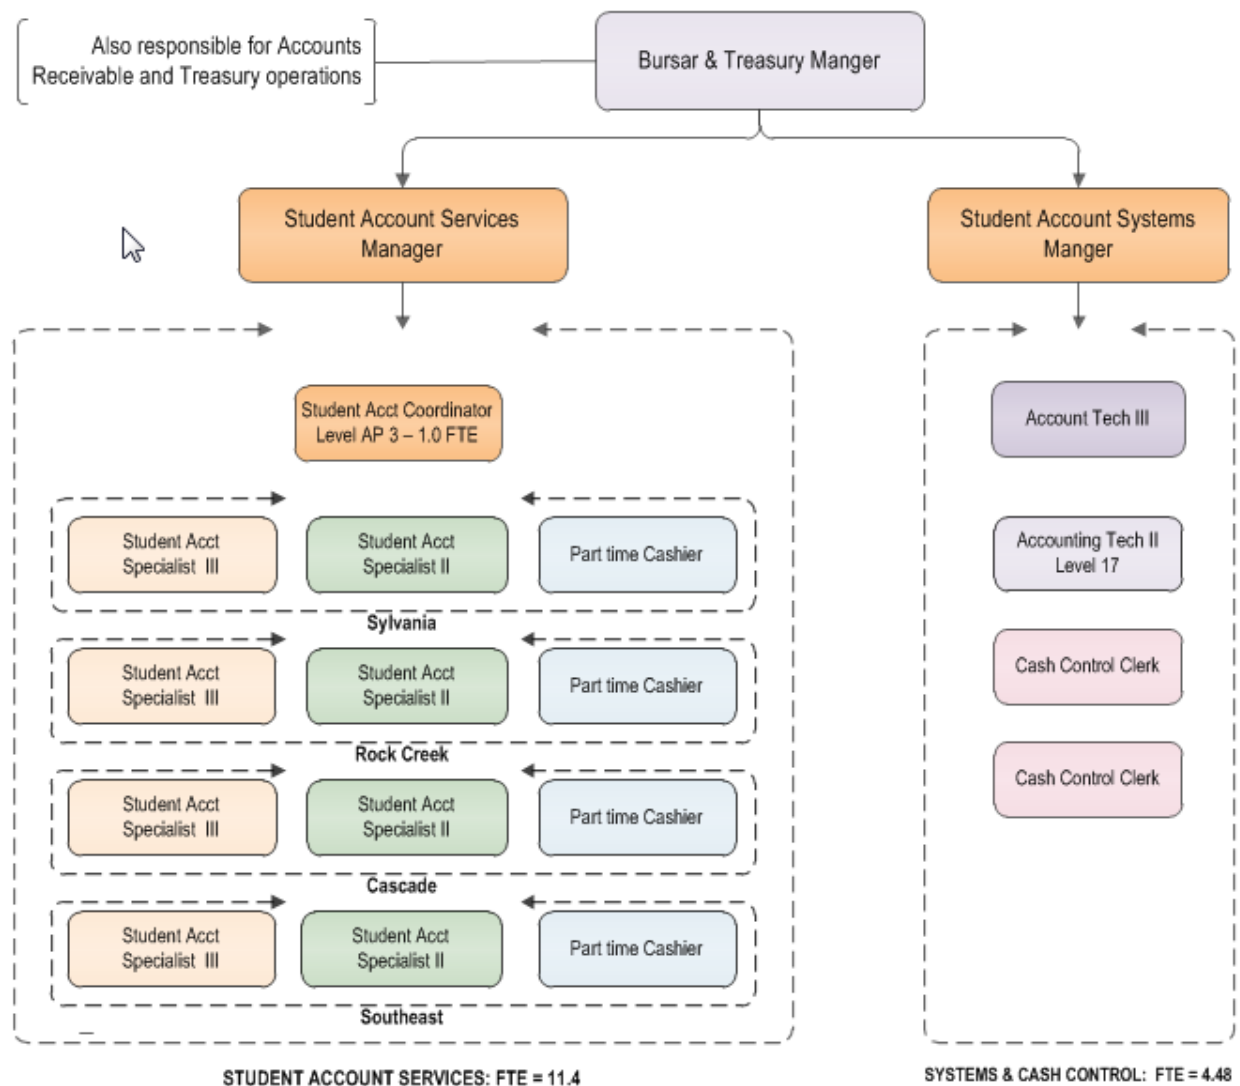 Also responsible for Accounts
Receivable and Treasury operations
Bursar & Treasury Manger
Student Account Services
Manager
Student Account Systems
Manger
Student Acct Coordinator
Level AP 3 – 1.0 FTE
Student Acct
Specialist III
Student Acct
Specialist II
Part time Cashier
Sylvania
Student Acct
Specialist III
Student Acct
Specialist II
Part time Cashier
Rock Creek
Student Acct
Specialist III
Student Acct
Specialist II
Part time Cashier
Cascade
Student Acct
Specialist III
Student Acct
Specialist II
Part time Cashier
Southeast
STUDENT ACCOUNT SERVICES: FTE = 11.4
Account Tech III
Accounting Tech II
Level 17
Cash Control Clerk
Cash Control Clerk
SYSTEMS & CASH CONTROL: FTE = 4.48